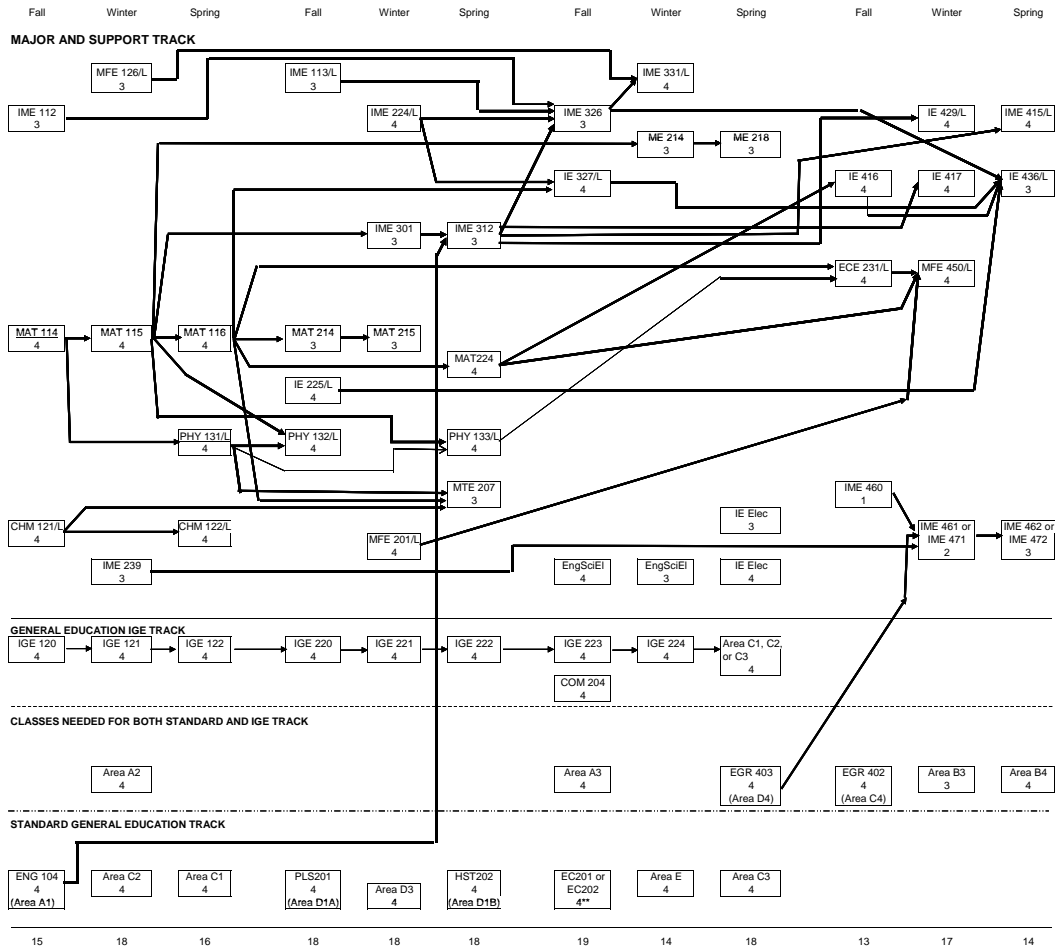 Fall Winter Spring Fall Winter Spring Fall Winter Spring Fall Winter Spring
MAJOR AND SUPPORT TRACK
MFE 126/L IME 113/L IME 331/L
3 3 4
IME 112 IME 224/L IME 326 IE 429/L IME 415/L
3 4 3 4 4
ME 214 ME 218
3 3
IE 327/L IE 416 IE 417 IE 436/L
4 4 4 3
IME 301 IME 312
3 3
ECE 231/L MFE 450/L
4 4
MAT 114 MAT 115 MAT 116 MAT 214 MAT 215
4 4 4 3 3
MAT224
4
IE 225/L
4
PHY 131/L PHY 132/L PHY 133/L
4 4 4
MTE 207 IME 460
3 1
IE Elec
3
CHM 121/L CHM 122/L MFE 201/L IME 461 or IME 462 or
4 4 4 IME 471 IME 472
2 3
IME 239 EngSciEl EngSciEl IE Elec
3 4 3 4
GENERAL EDUCATION IGE TRACK
IGE 120 IGE 121 IGE 122 IGE 220 IGE 221 IGE 222 IGE 223 IGE 224 Area C1, C2,
4 4 4 4 4 4 4 4 or C3
4
COM 204
4
CLASSES NEEDED FOR BOTH STANDARD AND IGE TRACK
Area A2 Area A3 EGR 403 EGR 402 Area B3 Area B4
4 4 4 4 3 4
(Area D4) (Area C4)
STANDARD GENERAL EDUCATION TRACK
ENG 104 Area C2 Area C1 PLS201 Area D3 HST202 EC201 or Area E Area C3
4 4 4 4 4 4 EC202 4 4
(Area A1) (Area D1A) (Area D1B) 4**
15 18 16 18 18 18 19 14 18 13 17 14